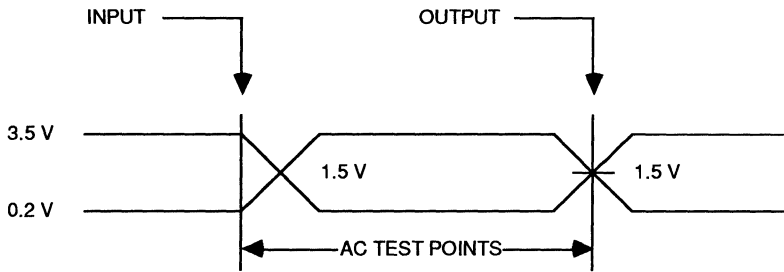 INPUT
OUTPUT
3.5 V
1.5 V
1.5 V
0.2 V
AC TEST POINTS